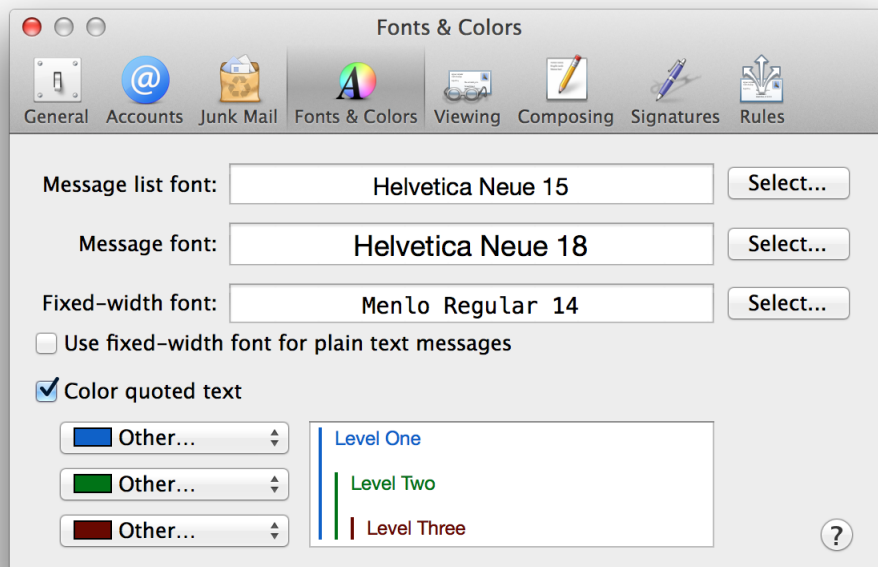 Fonts & Colors
General Accounts Junk Mail Fonts & Colors Viewing Composing Signatures Rules
Message list font: Helvetica Neue 15 Select...
Message font: Helvetica Neue 18 Select...
Fixed-width font: Menlo Regular 14 Select...
Use fixed-width font for plain text messages
Color quoted text
Other... Level One
Other... Level Two
Other... Level Three
?